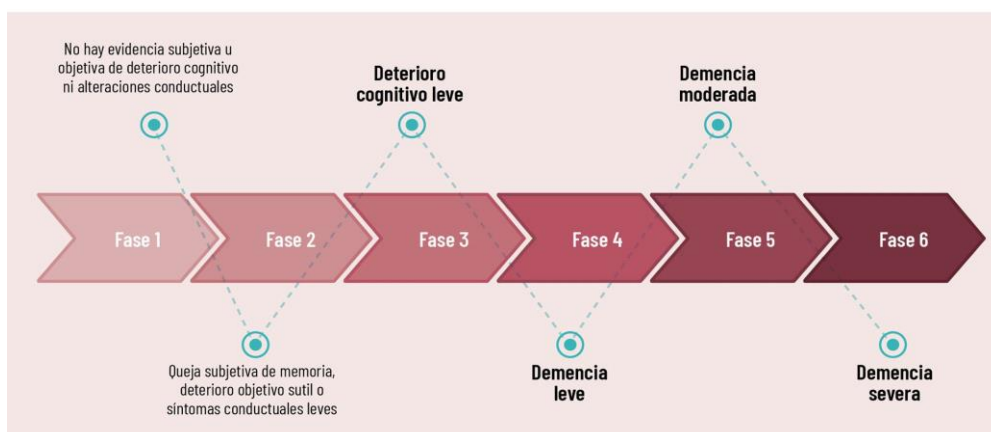 No hay evidencia subjetiva u
objetiva de deterioro cognitivo
ni alteraciones conductuales
Deterioro
cognitivo leve
Demencia
moderada
Fase 1
Fase 2
Fase 3
Fase 4
Fase 5
Fase 6
Queja subjetiva de memoria,
deterioro objetivo sutil o
síntomas conductuales leves
Demencia
leve
Demencia
severa